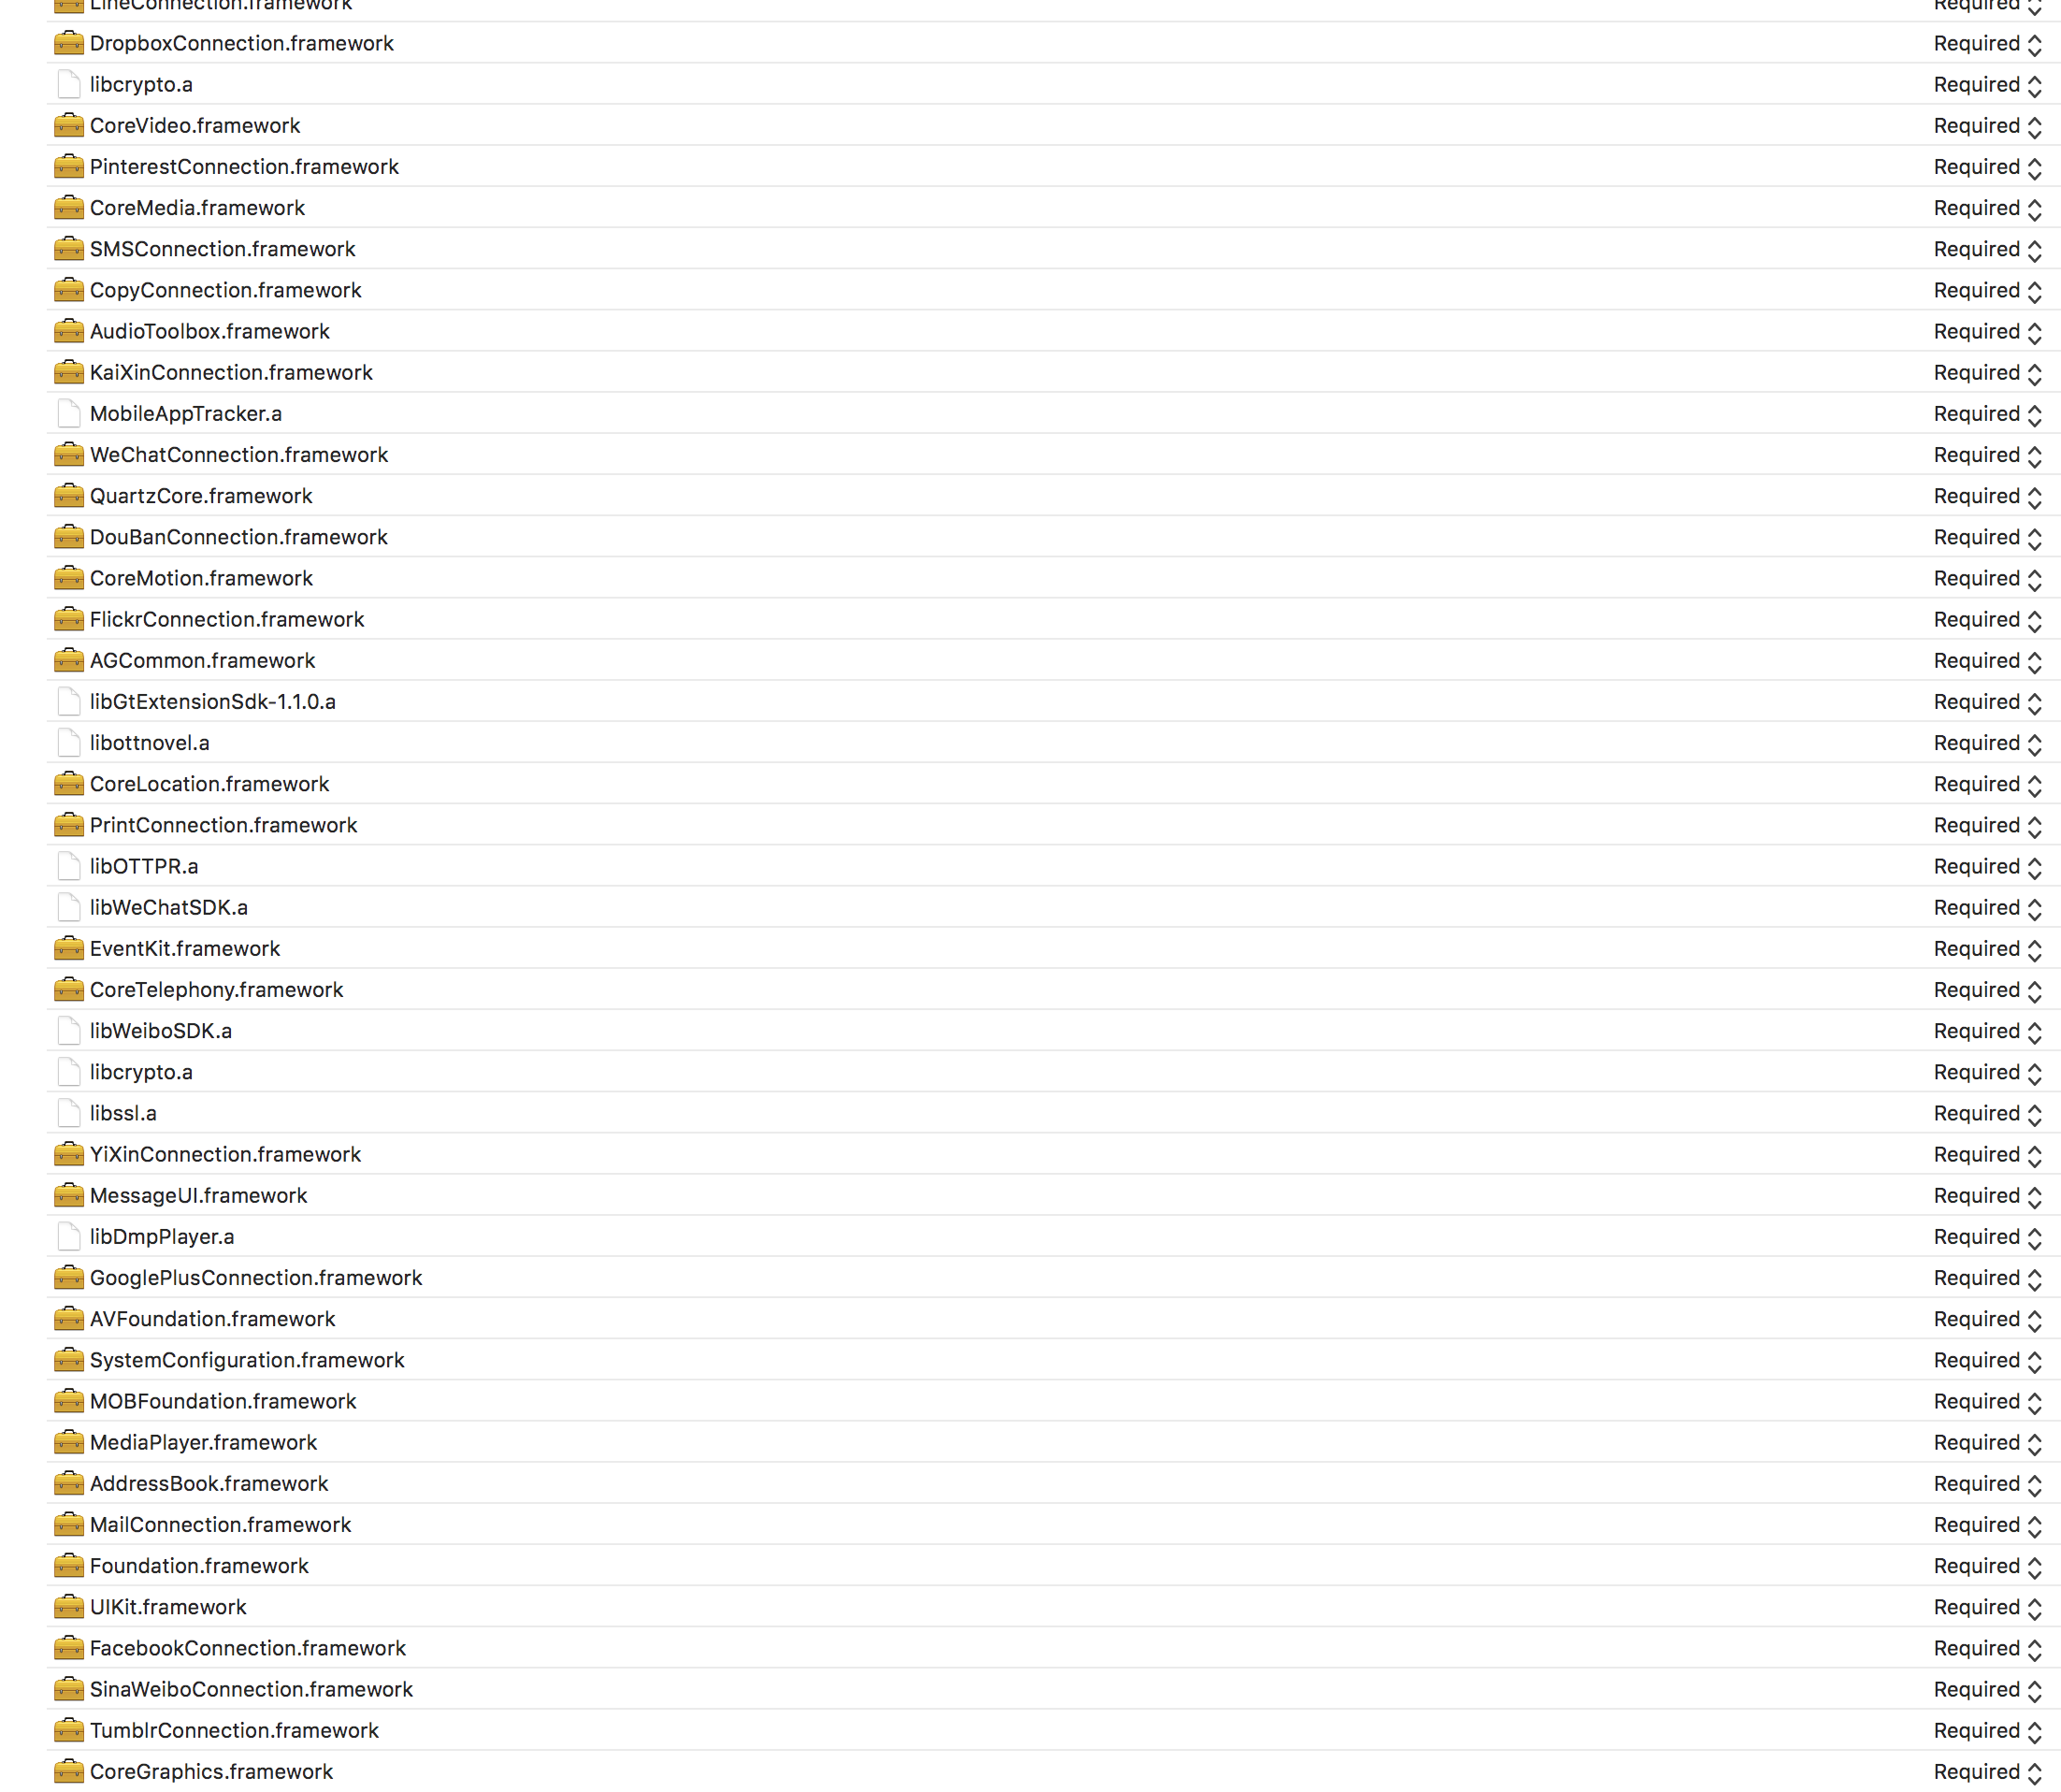 LineConnection.framework Required
DropboxConnection.framework Required
libcrypto.a Required
CoreVideo.framework Required
PinterestConnection.framework Required
CoreMedia.framework Required
SMSConnection.framework Required
CopyConnection.framework Required
AudioToolbox.framework Required
KaiXinConnection.framework Required
MobileAppTracker.a Required
WeChatConnection.framework Required
QuartzCore.framework Required
DouBanConnection.framework Required
CoreMotion.framework Required
FlickrConnection.framework Required
AGCommon.framework Required
libGtExtensionSdk-1.1.0.a Required
libottnovel.a Required
CoreLocation.framework Required
PrintConnection.framework Required
libOTTPR.a Required
libWeChatSDK.a Required
EventKit.framework Required
CoreTelephony.framework Required
libWeiboSDK.a Required
libcrypto.a Required
libssl.a Required
YiXinConnection.framework Required
MessageUI.framework Required
libDmpPlayer.a Required
GooglePlusConnection.framework Required
AVFoundation.framework Required
SystemConfiguration.framework Required
MOBFoundation.framework Required
MediaPlayer.framework Required
AddressBook.framework Required
MailConnection.framework Required
Foundation.framework Required
UIKit.framework Required
FacebookConnection.framework Required
SinaWeiboConnection.framework Required
TumblrConnection.framework Required
CoreGraphics.framework Required